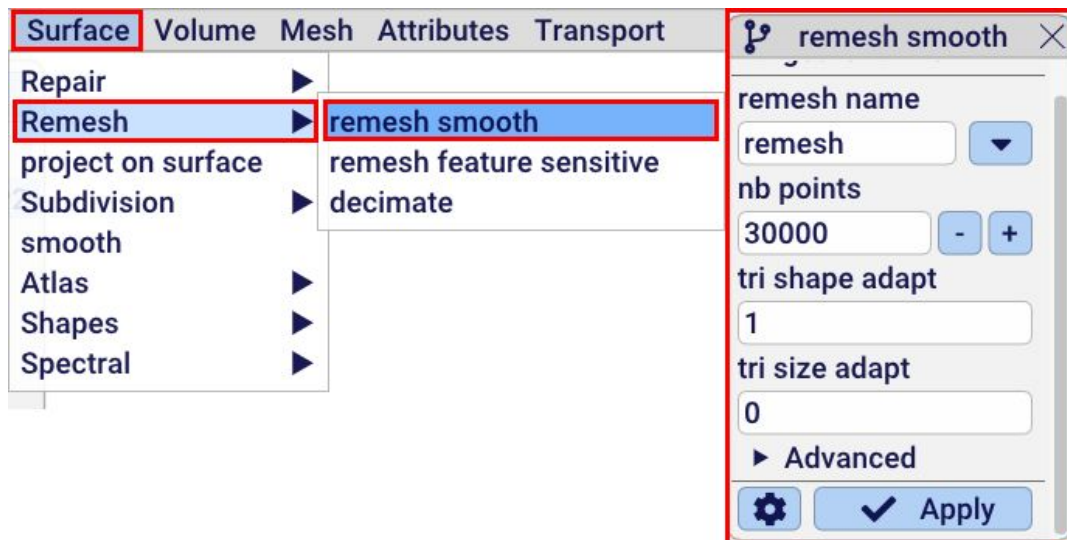 Surface Volume Mesh Attributes Transport
Repair
Remesh
project on surface
Subdivision
smooth
Atlas
Shapes
Spectral
remesh smooth
remesh feature sensitive
decimate
remesh smooth
remesh name
remesh
nb points
30000 - +
tri shape adapt
1
tri size adapt
0
Advanced
Apply